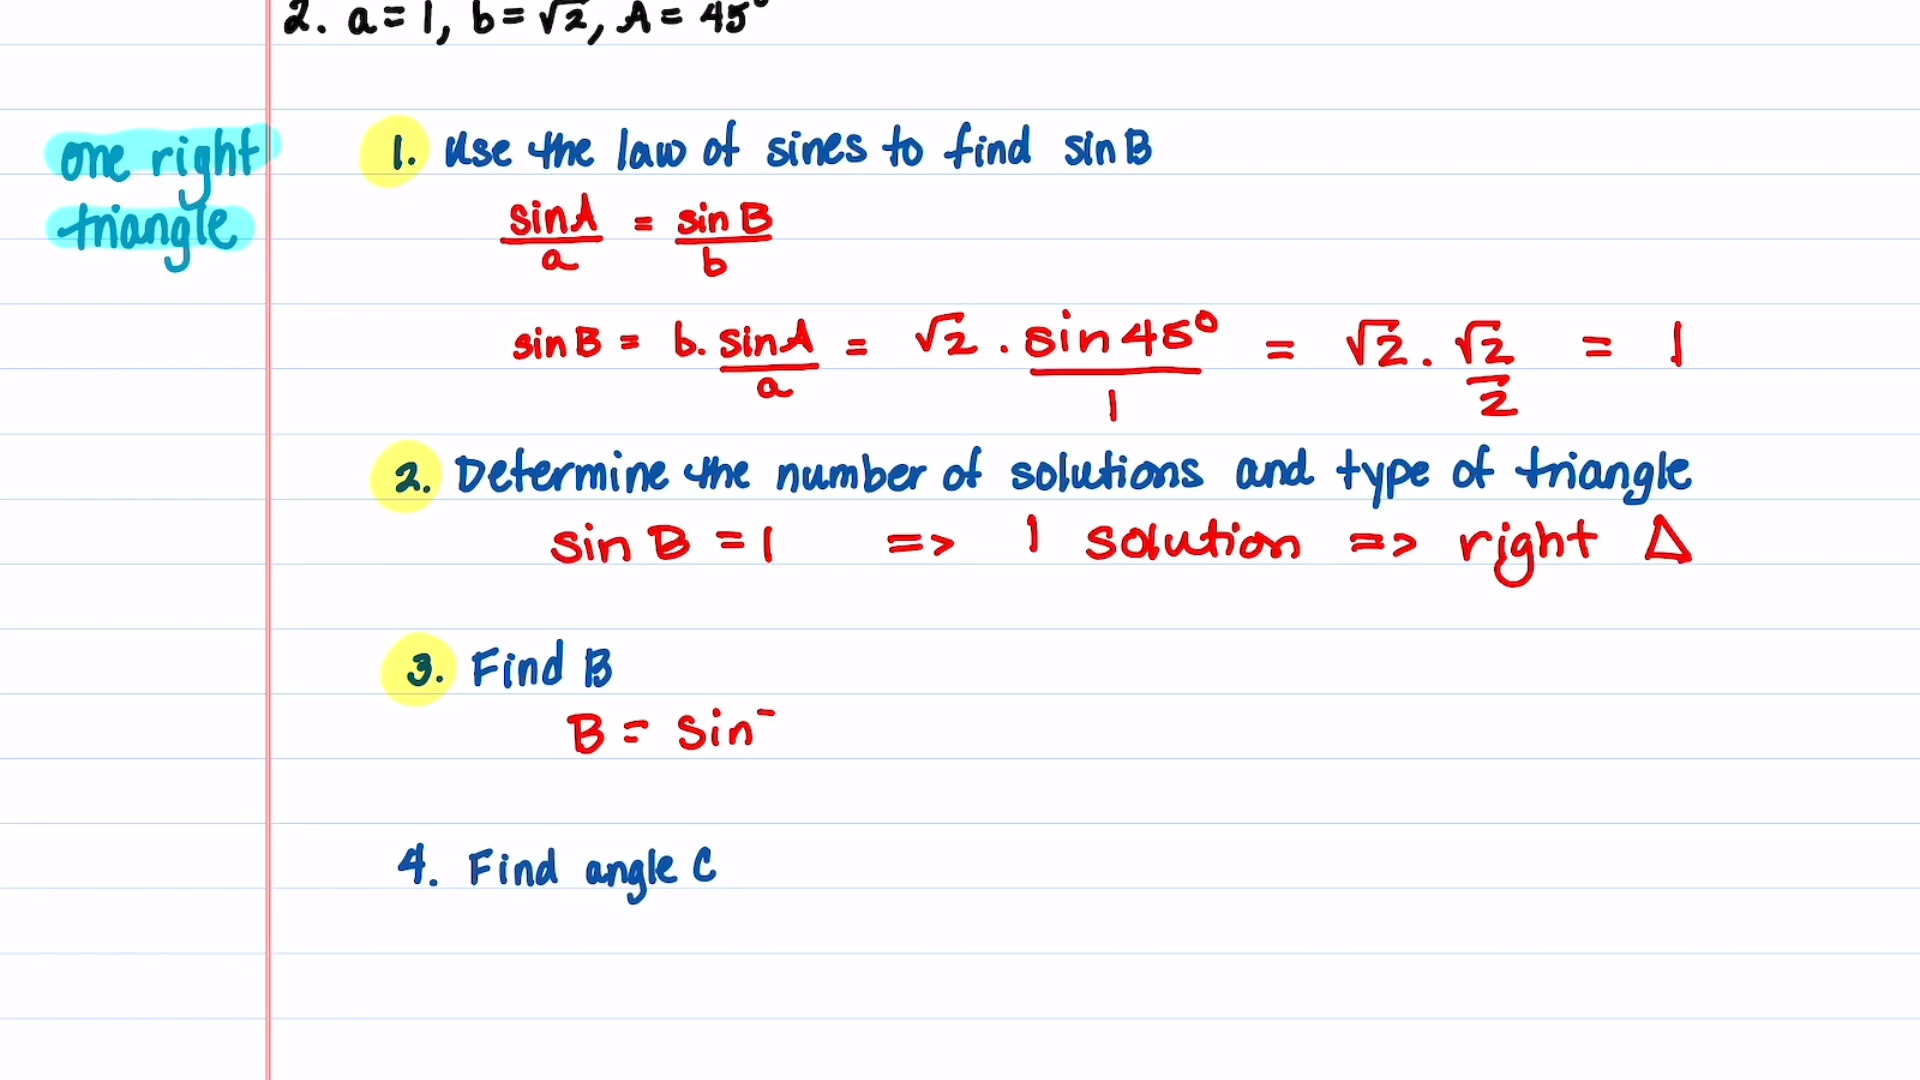 2. a = 1, b = √2, A = 45°
one right
triangle
1. Use the law of sines to find sin B
sinA/a = sin B/b
sin B = b. sinA/a = √2 . sin 45°/1 = √2 . √2/2 = 1
2. Determine the number of solutions and type of triangle
sin B = 1 => 1 solution => right Δ
3. Find B
B = sin⁻
4. Find angle C